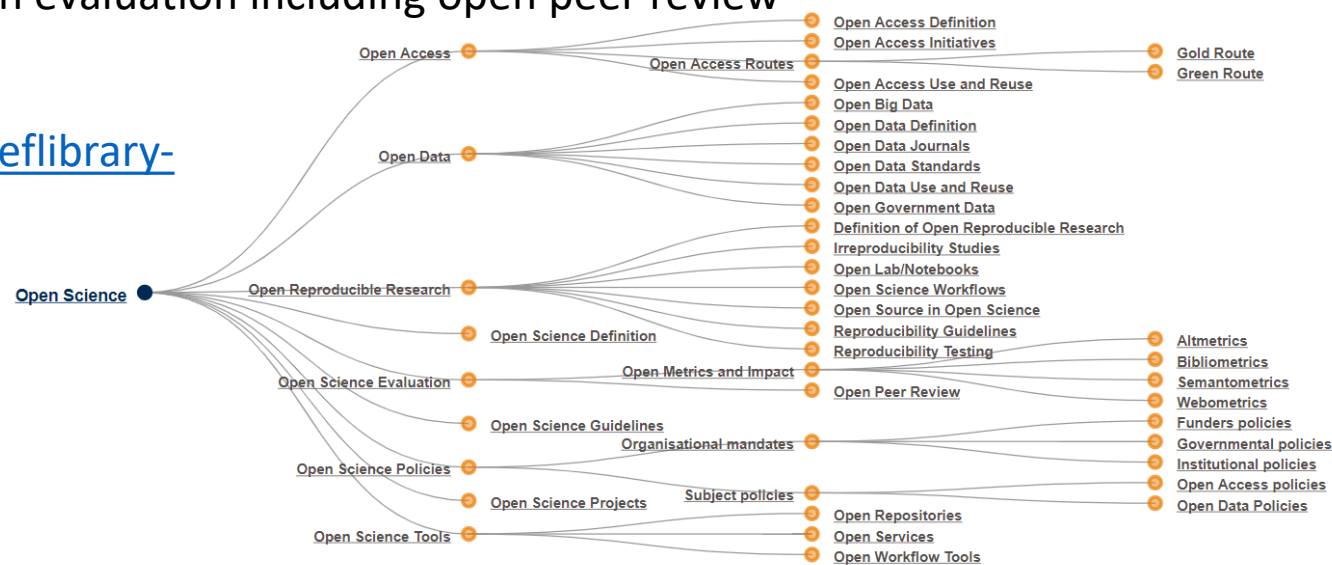 n evaluation including open peer review
eflibrary-
Open Science
Open Access
Open Access Definition
Open Access Initiatives
Open Access Routes
Gold Route
Green Route
Open Access Use and Reuse
Open Data
Open Big Data
Open Data Definition
Open Data Journals
Open Data Standards
Open Data Use and Reuse
Open Government Data
Open Reproducible Research
Definition of Open Reproducible Research
Irreproducibility Studies
Open Lab/Notebooks
Open Science Workflows
Open Source in Open Science
Reproducibility Guidelines
Reproducibility Testing
Open Science Definition
Open Science Evaluation
Open Metrics and Impact
Altmetrics
Bibliometrics
Semantometrics
Webometrics
Open Peer Review
Open Science Guidelines
Open Science Policies
Organisational mandates
Funders policies
Governmental policies
Institutional policies
Subject policies
Open Access policies
Open Data Policies
Open Science Projects
Open Science Tools
Open Repositories
Open Services
Open Workflow Tools